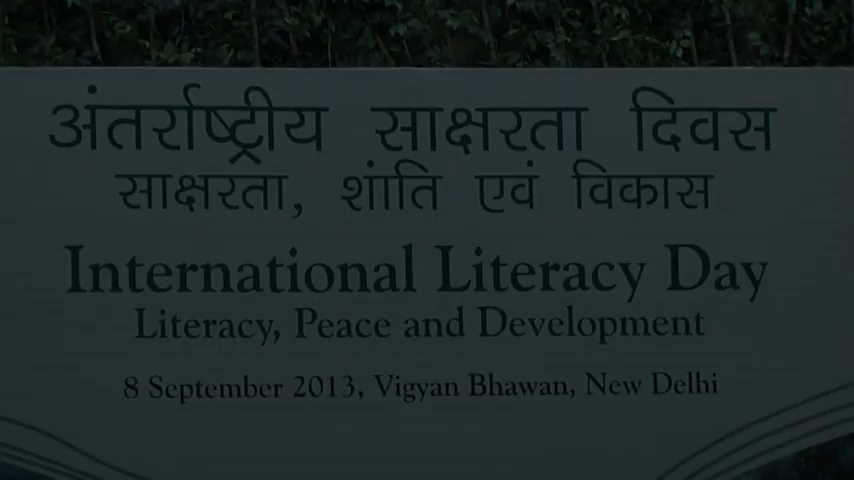 अंतर्राष्ट्रीय साक्षरता दिवस
साक्षरता, शांति एवं विकास
International Literacy Day
Literacy, Peace and Development
8 September 2013, Vigyan Bhawan, New Delhi